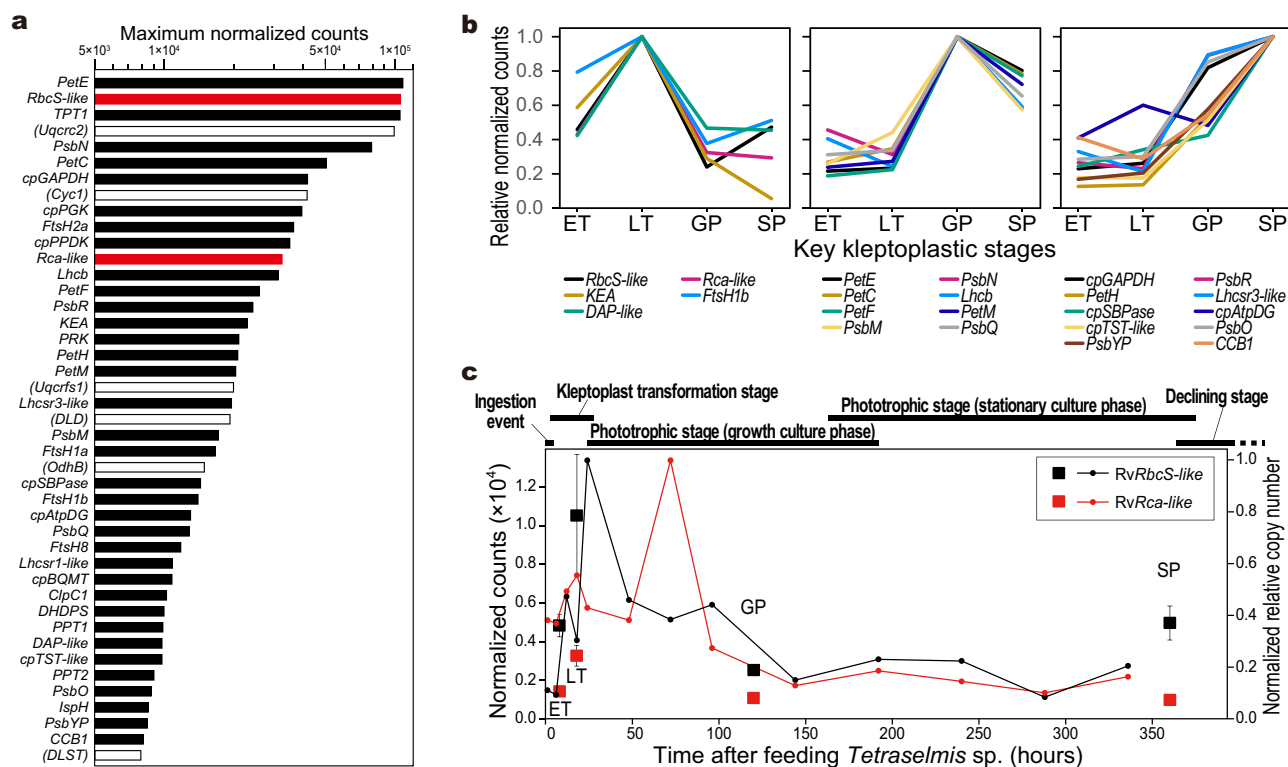 a
Maximum normalized counts
5×10³ 1×10⁴ 5×10⁴ 1×10⁵
PetE
RbcS-like
TPT1
(Uqcrc2)
PsbN
PetC
cpGAPDH
(Cyc1)
cpPGK
FtsH2a
cpPPDK
Rca-like
Lhcb
PetF
PsbR
KEA
PRK
PetH
PetM
(Uqcrfs1)
Lhcsr3-like
(DLD)
PsbM
FtsH1a
(OdhB)
cpSBPase
FtsH1b
cpAtpDG
PsbQ
FtsH8
Lhcsr1-like
cpBQMT
ClpC1
DHDPS
PPT1
DAP-like
cpTST-like
PPT2
PsbO
IspH
PsbYP
CCB1
(DLST)
b
Relative normalized counts
1.0
0.8
0.6
0.4
0.2
0.0
ET LT GP SP ET LT GP SP ET LT GP SP
Key kleptoplastic stages
RbcS-like Rca-like
KEA FtsH1b
DAP-like
PetE PsbN
PetC Lhcb
PetF PetM
PsbM PsbQ
cpGAPDH PsbR
PetH Lhcsr3-like
cpSBPase cpAtpDG
cpTST-like PsbO
PsbYP CCB1
c
Kleptoplast transformation stage
Ingestion
event
Phototrophic stage (stationary culture phase)
Declining stage
Phototrophic stage (growth culture phase)
Normalized counts (×10⁴)
1.2
1.0
0.8
0.6
0.4
0.2
0.0
RvRbcS-like
RvRca-like
ET
LT
GP
SP
1.0
0.8
0.6
0.4
0.2
0.0
Normalized relative copy number
0 50 100 150 200 250 300 350
Time after feeding Tetraselmis sp. (hours)